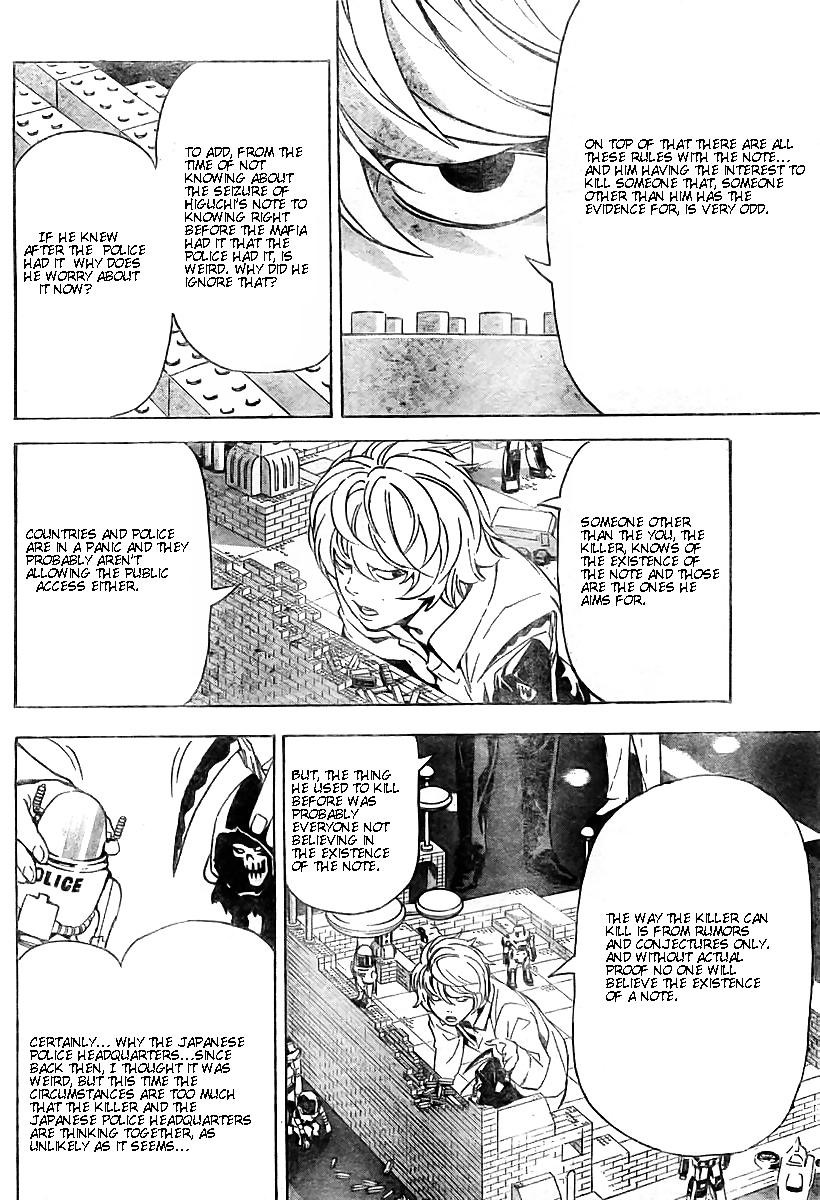 ON TOP OF THAT THERE ARE ALL
THESE RULES WITH THE NOTE...
AND HIM HAVING THE INTEREST TO
KILL SOMEONE THAT, SOMEONE
OTHER THAN HIM HAS THE
EVIDENCE FOR, IS VERY ODD.
TO ADD, FROM THE
TIME OF NOT
KNOWING ABOUT
THE SEIZURE OF
HIGUCHI'S NOTE TO
KNOWING RIGHT
BEFORE THE MAFIA
HAD IT THAT THE
POLICE HAD IT, IS
WEIRD. WHY DID HE
IGNORE THAT?
IF HE KNEW
AFTER THE POLICE
HAD IT WHY DOES
HE WORRY ABOUT
IT NOW?
SOMEONE OTHER
THAN THE YOU, THE
KILLER, KNOWS OF
THE EXISTENCE OF
THE NOTE AND THOSE
ARE THE ONES HE
AIMS FOR.
COUNTRIES AND POLICE
ARE IN A PANIC AND THEY
PROBABLY AREN'T
ALLOWING THE PUBLIC
ACCESS EITHER.
THE WAY THE KILLER CAN
KILL IS FROM RUMORS
AND CONJECTURES ONLY.
AND WITHOUT ACTUAL
PROOF NO ONE WILL
BELIEVE THE EXISTENCE
OF A NOTE.
BUT, THE THING
HE USED TO KILL
BEFORE WAS
PROBABLY
EVERYONE NOT
BELIEVING IN
THE EXISTENCE
OF THE NOTE.
POLICE
CERTAINLY... WHY THE JAPANESE
POLICE HEADQUARTERS...SINCE
BACK THEN, I THOUGHT IT WAS
WEIRD, BUT THIS TIME THE
CIRCUMSTANCES ARE TOO MUCH
THAT THE KILLER AND THE
JAPANESE POLICE HEADQUARTERS
ARE THINKING TOGETHER, AS
UNLIKELY AS IT SEEMS...